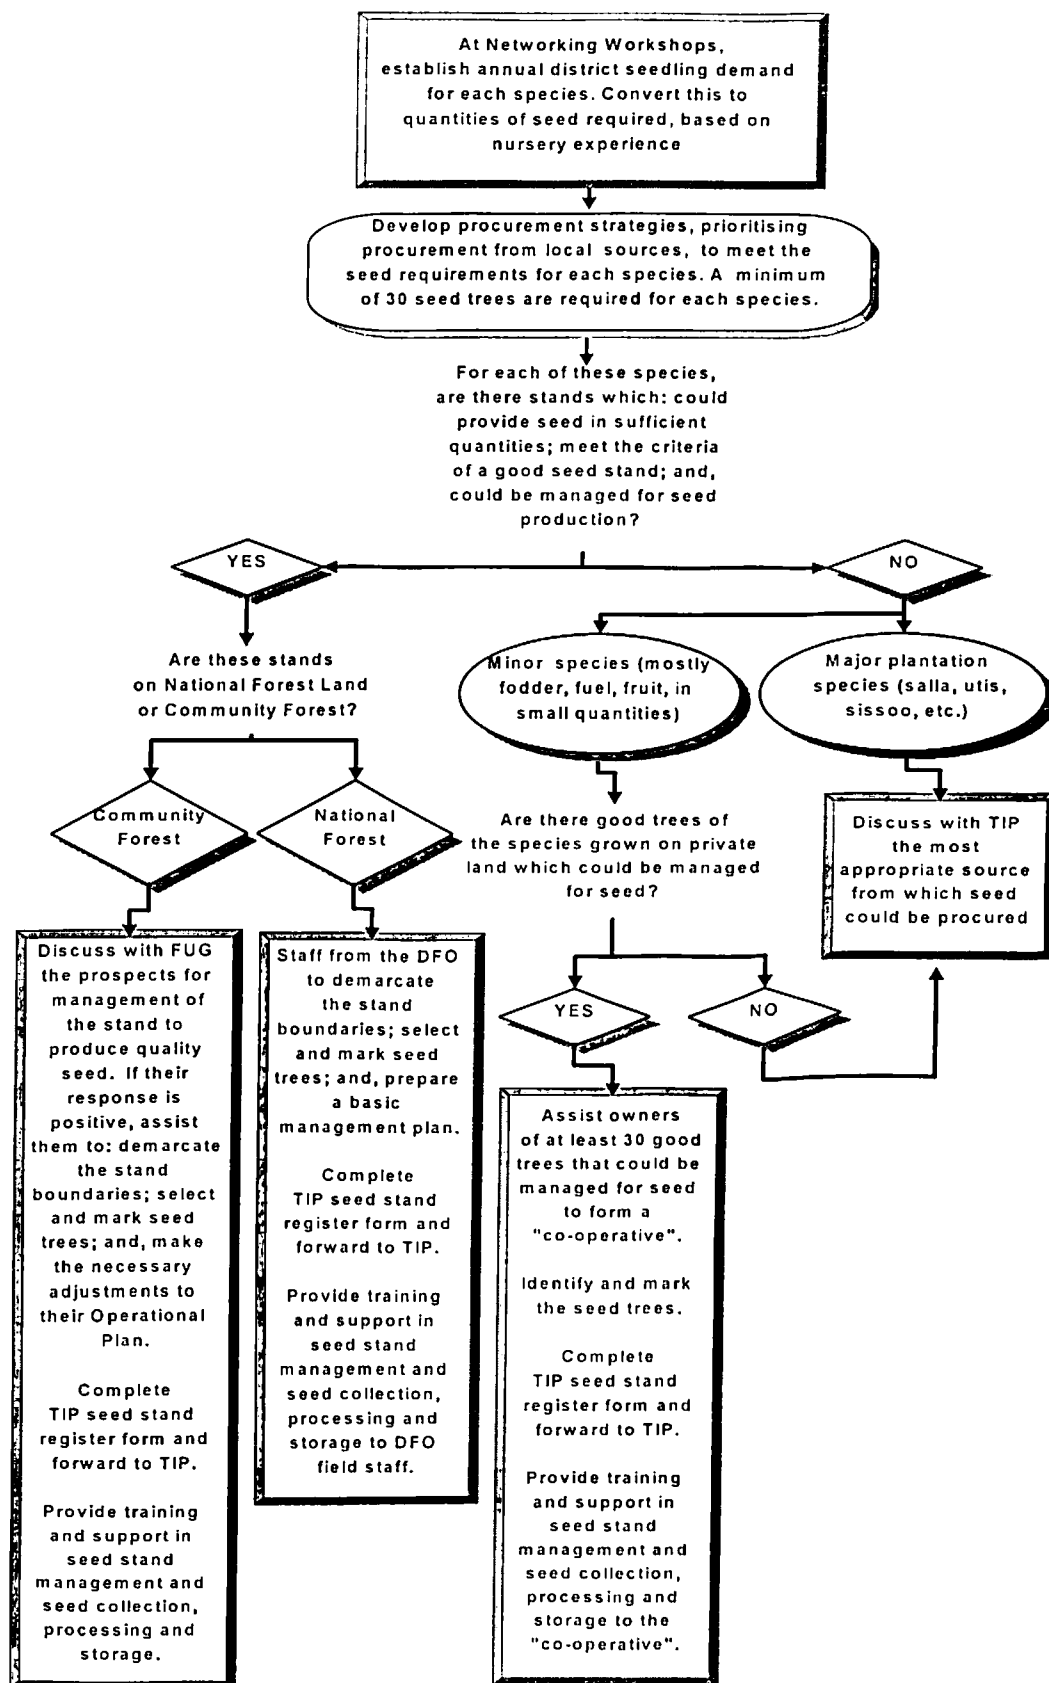 At Networking Workshops,
establish annual district seedling demand
for each species. Convert this to
quantities of seed required, based on
nursery experience
Develop procurement strategies, prioritising
procurement from local sources, to meet the
seed requirements for each species. A minimum
of 30 seed trees are required for each species.
For each of these species,
are there stands which: could
provide seed in sufficient
quantities; meet the criteria
of a good seed stand; and,
could be managed for seed
production?
YES
NO
Are these stands
on National Forest Land
or Community Forest?
Minor species (mostly
fodder, fuel, fruit, in
small quantities)
Major plantation
species (salla, utis,
sissoo, etc.)
Community
Forest
National
Forest
Are there good trees of
the species grown on private
land which could be managed
for seed?
Discuss with TIP
the most
appropriate source
from which seed
could be procured
Discuss with FUG
the prospects for
management of
the stand to
produce quality
seed. If their
response is
positive, assist
them to: demarcate
the stand
boundaries; select
and mark seed
trees; and, make
the necessary
adjustments to
their Operational
Plan.
Complete
TIP seed stand
register form and
forward to TIP.
Provide training
and support in
seed stand
management and
seed collection,
processing and
storage.
Staff from the DFO
to demarcate
the stand
boundaries; select
and mark seed
trees; and, prepare
a basic
management plan.
Complete
TIP seed stand
register form and
forward to TIP.
Provide training
and support in
seed stand
management and
seed collection,
processing and
storage to DFO
field staff.
YES
NO
Assist owners
of at least 30 good
trees that could be
managed for seed
to form a
"co-operative".
Identify and mark
the seed trees.
Complete
TIP seed stand
register form and
forward to TIP.
Provide training
and support in
seed stand
management and
seed collection,
processing and
storage to the
"co-operative".